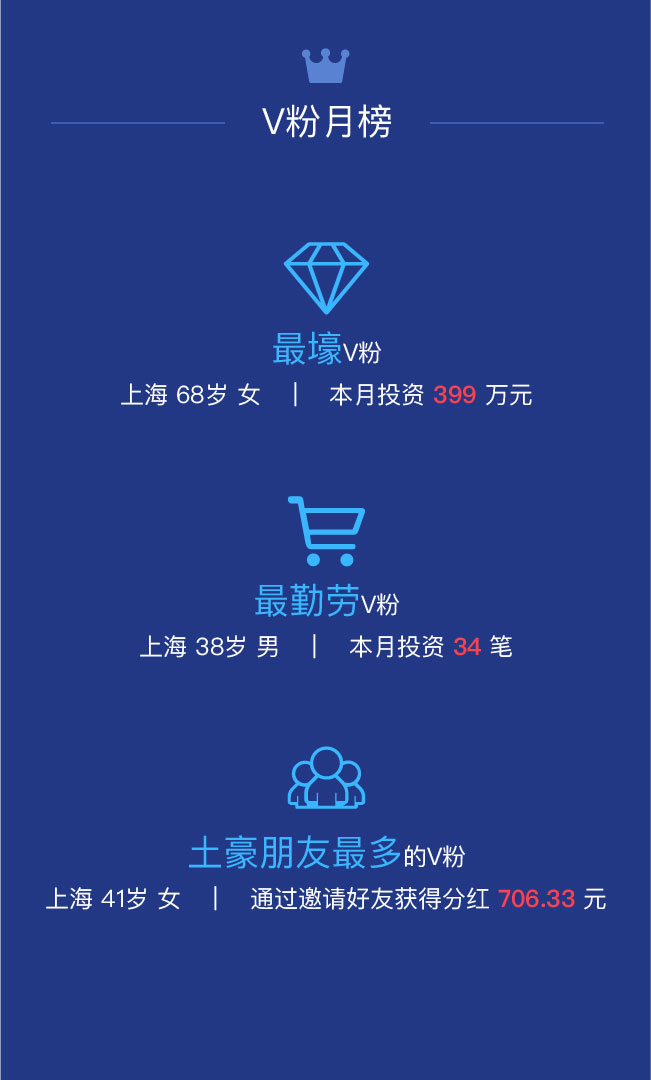 V粉月榜
最壕V粉
上海 68岁 女 | 本月投资 399 万元
最勤劳V粉
上海 38岁 男 | 本月投资 34 笔
土豪朋友最多的V粉
上海 41岁 女 | 通过邀请好友获得分红 706.33 元